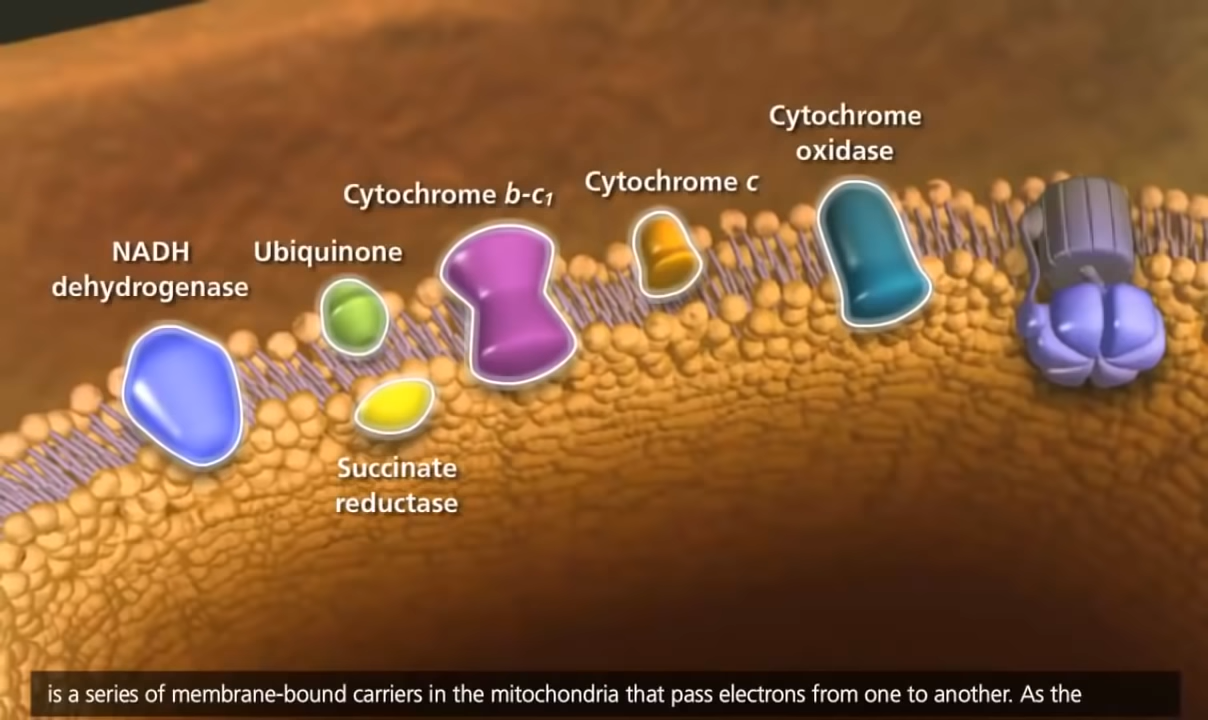 Cytochrome
oxidase
Cytochrome b-c₁
Cytochrome c
NADH
dehydrogenase
Ubiquinone
Succinate
reductase
is a series of membrane-bound carriers in the mitochondria that pass electrons from one to another. As the